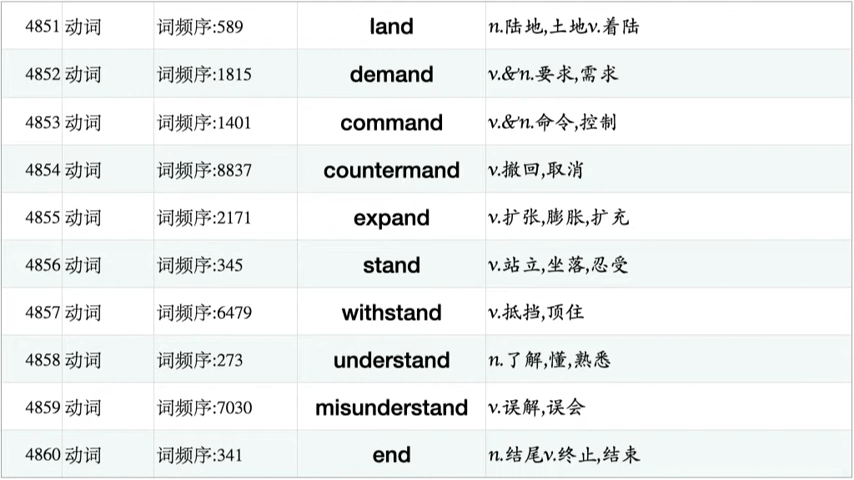 4851 动词 词频序:589 land n.陆地,土地v.着陆
4852 动词 词频序:1815 demand v.&n.要求,需求
4853 动词 词频序:1401 command v.&n.命令,控制
4854 动词 词频序:8837 countermand v.撤回,取消
4855 动词 词频序:2171 expand v.扩张,膨胀,扩充
4856 动词 词频序:345 stand v.站立,坐落,忍受
4857 动词 词频序:6479 withstand v.抵挡,顶住
4858 动词 词频序:273 understand n.了解,懂,熟悉
4859 动词 词频序:7030 misunderstand v.误解,误会
4860 动词 词频序:341 end n.结尾v.终止,结束